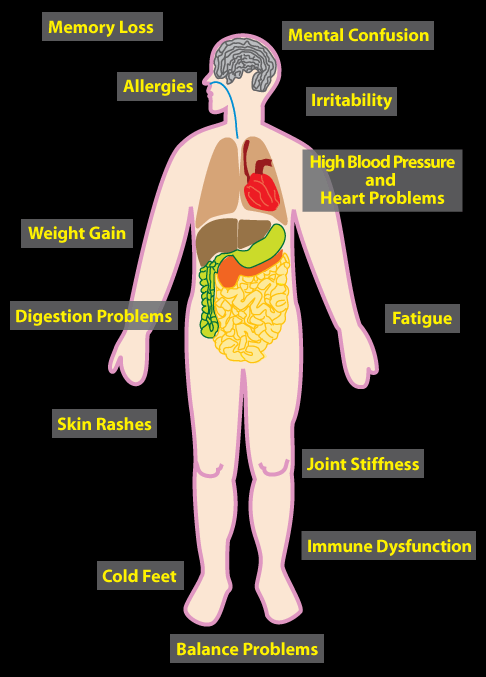 Memory Loss
Mental Confusion
Allergies
Irritability
High Blood Pressure
and
Heart Problems
Weight Gain
Digestion Problems
Fatigue
Skin Rashes
Joint Stiffness
Immune Dysfunction
Cold Feet
Balance Problems